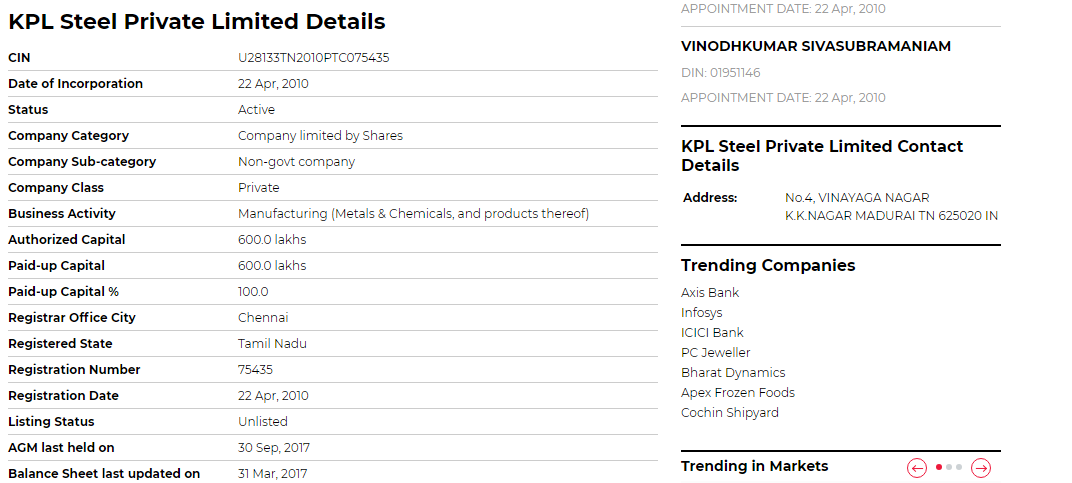 KPL Steel Private Limited Details
CIN U28133TN2010PTC075435
Date of Incorporation 22 Apr, 2010
Status Active
Company Category Company limited by Shares
Company Sub-category Non-govt company
Company Class Private
Business Activity Manufacturing (Metals & Chemicals, and products thereof)
Authorized Capital 600.0 lakhs
Paid-up Capital 600.0 lakhs
Paid-up Capital % 100.0
Registrar Office City Chennai
Registered State Tamil Nadu
Registration Number 75435
Registration Date 22 Apr, 2010
Listing Status Unlisted
AGM last held on 30 Sep, 2017
Balance Sheet last updated on 31 Mar, 2017
APPOINTMENT DATE: 22 Apr, 2010
VINODHKUMAR SIVASUBRAMANIAM
DIN: 01951146
APPOINTMENT DATE: 22 Apr, 2010
KPL Steel Private Limited Contact
Details
Address: No.4, VINAYAGA NAGAR
K.K.NAGAR MADURAI TN 625020 IN
Trending Companies
Axis Bank
Infosys
ICICI Bank
PC Jeweller
Bharat Dynamics
Apex Frozen Foods
Cochin Shipyard
Trending in Markets